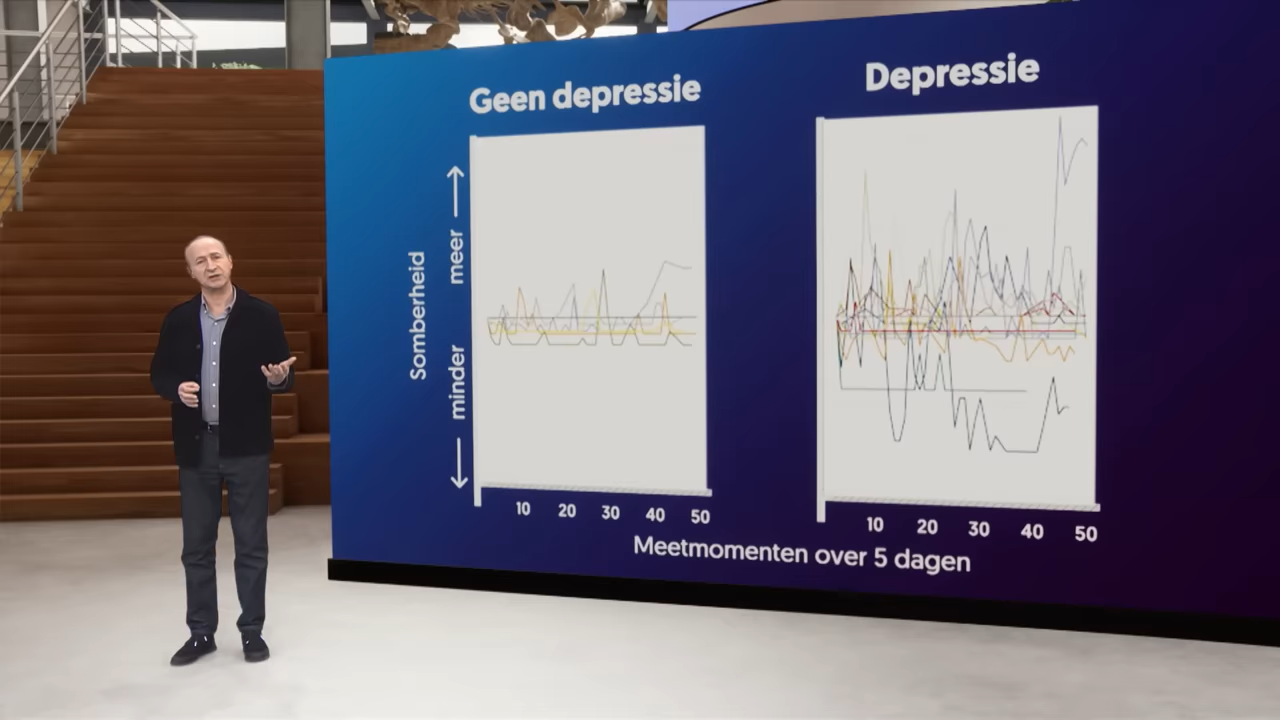 Geen depressie
Depressie
Somberheid
minder
meer
10 20 30 40 50
10 20 30 40 50
Meetmomenten over 5 dagen